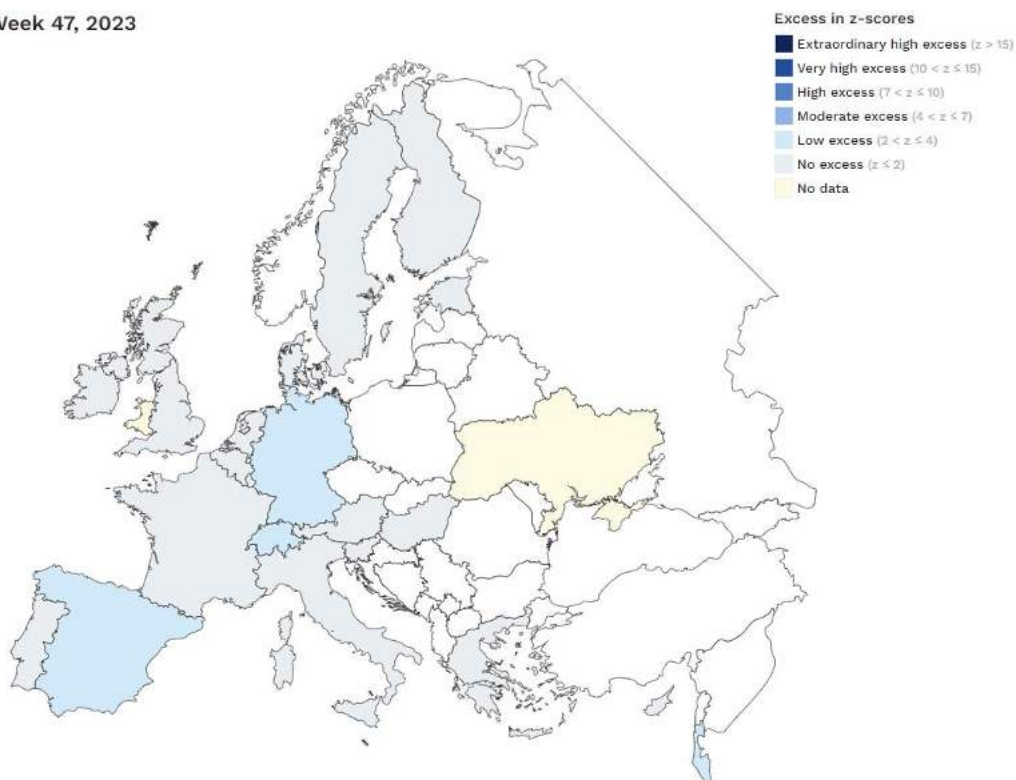 Week 47, 2023
Excess in z-scores
Extraordinary high excess (z > 15)
Very high excess (10 < z ≤ 15)
High excess (7 < z ≤ 10)
Moderate excess (4 < z ≤ 7)
Low excess (2 < z ≤ 4)
No excess (z ≤ 2)
No data